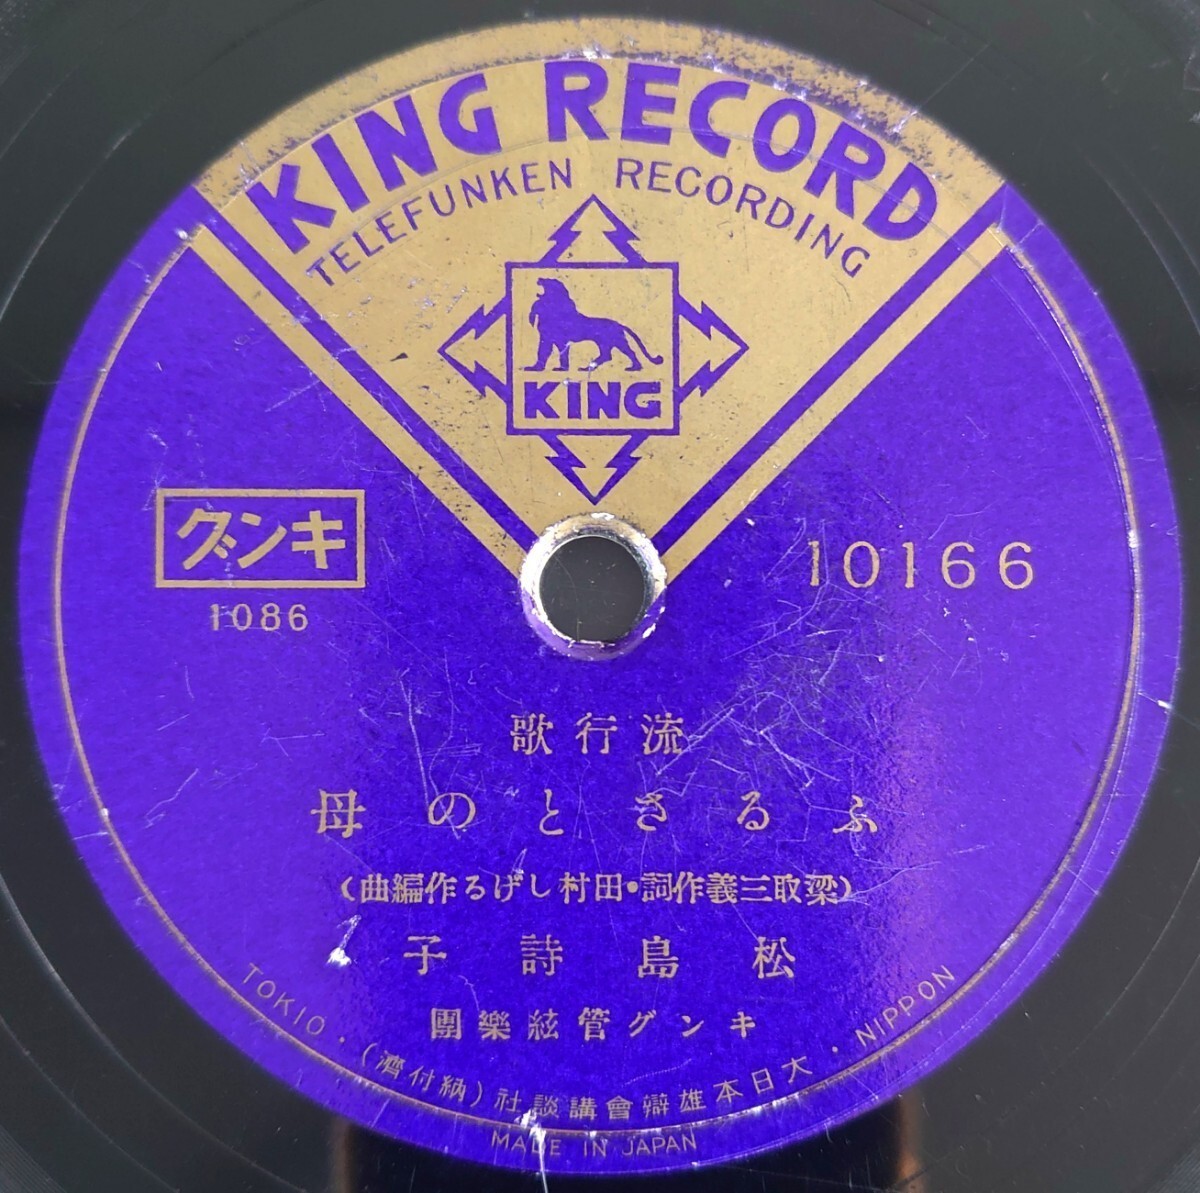 KING RECORD
TELEFUNKEN RECORDING
KING
キング
1086
10166
流行歌
ふるさとの母
(梁取三義作詞・田村しげる作編曲)
松島詩子
キング管絃樂團
NIPPON・大日本雄辯會講談社(納付濟)・TOKIO
MADE IN JAPAN